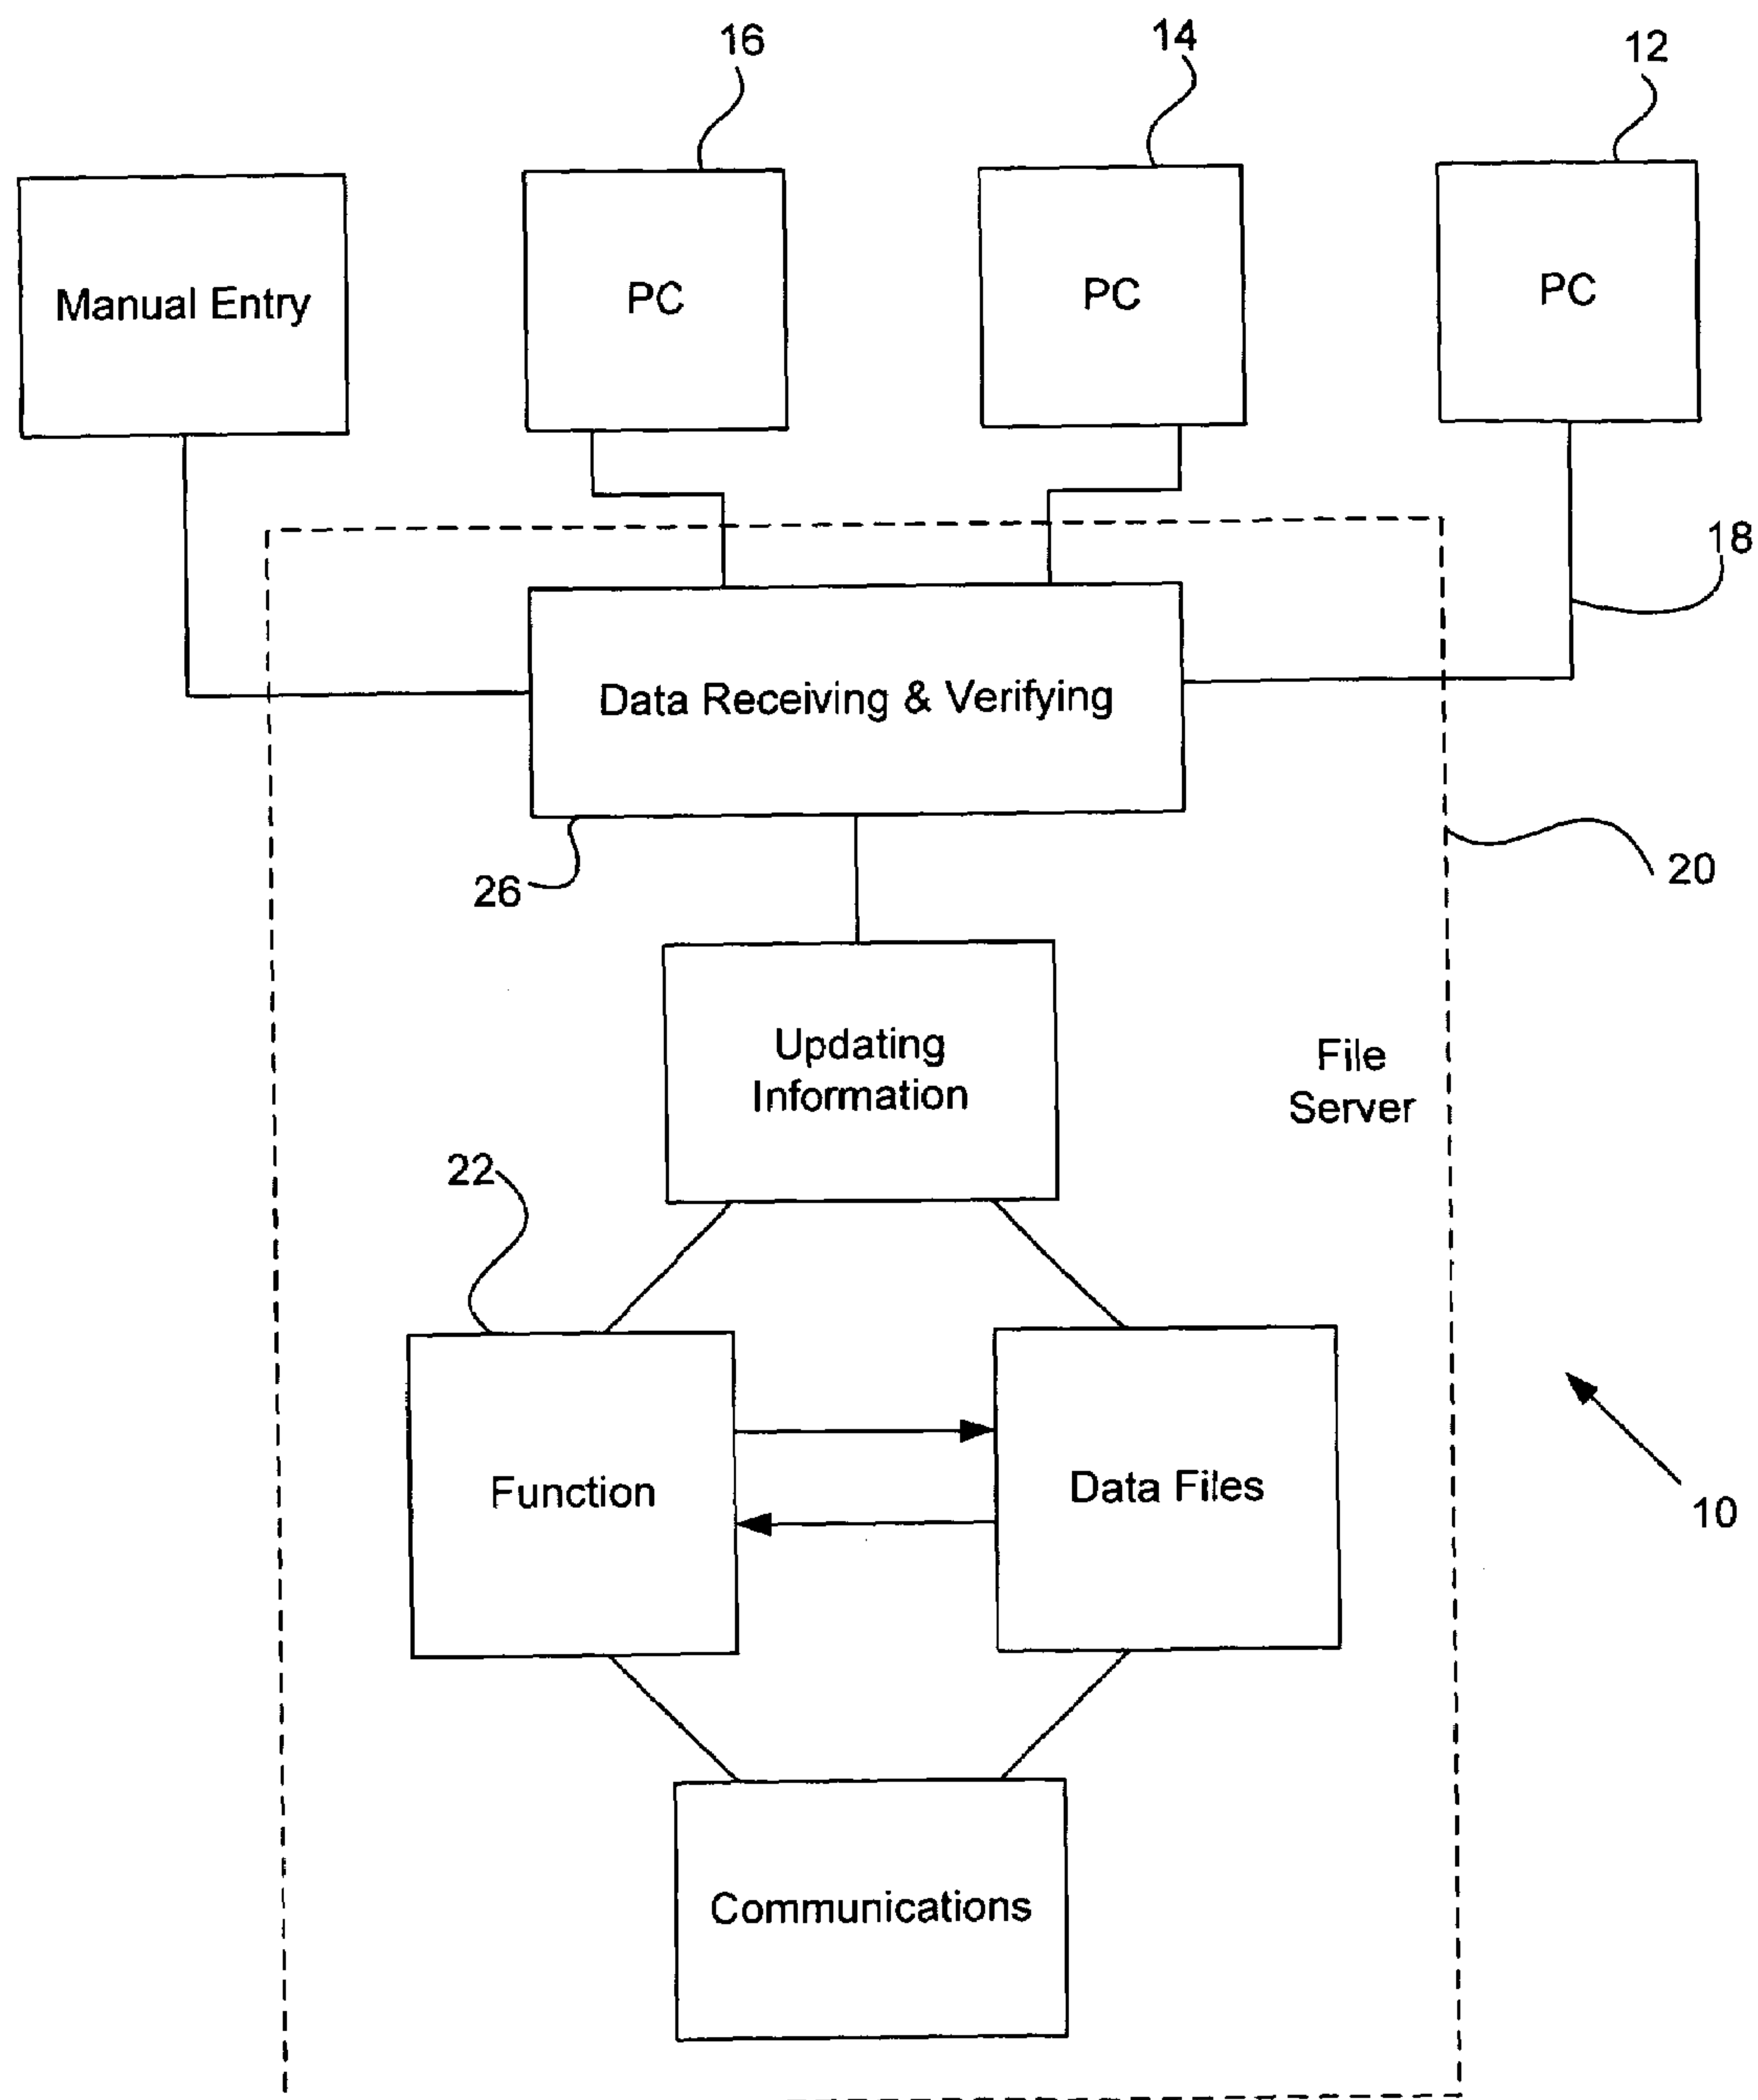 16
14
12
Manual Entry
PC
PC
PC
18
Data Receiving & Verifying
20
26
Updating
Information
File
Server
22
Function
Data Files
10
Communications